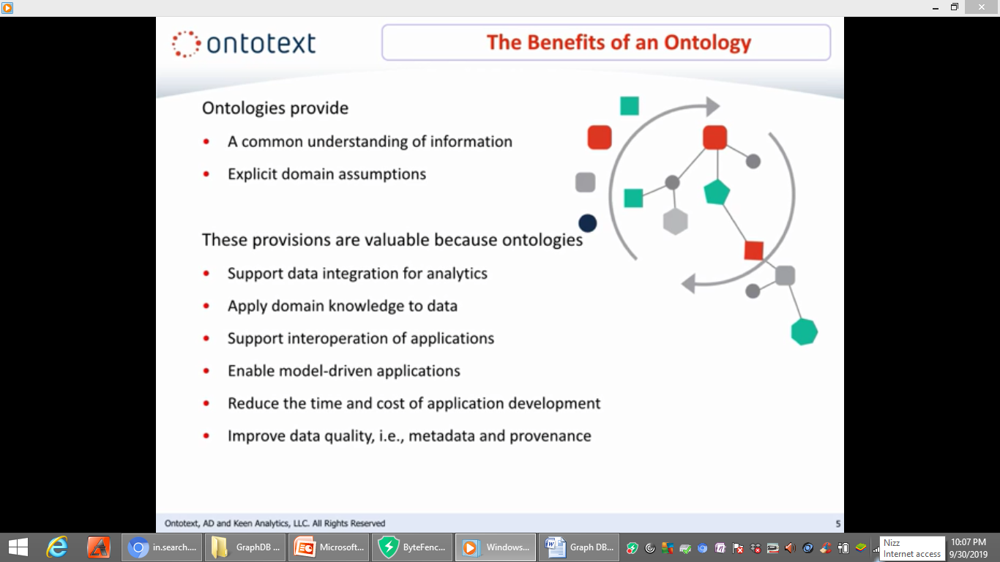 ontotext
The Benefits of an Ontology
Ontologies provide
• A common understanding of information
• Explicit domain assumptions
These provisions are valuable because ontologies
• Support data integration for analytics
• Apply domain knowledge to data
• Support interoperation of applications
• Enable model-driven applications
• Reduce the time and cost of application development
• Improve data quality, i.e., metadata and provenance
Ontotext, AD and Keen Analytics, LLC. All Rights Reserved
5
in.search....
GraphDB ...
Microsoft...
ByteFenc...
Windows...
Graph DB...
Nizz
Internet access
10:07 PM
9/30/2019